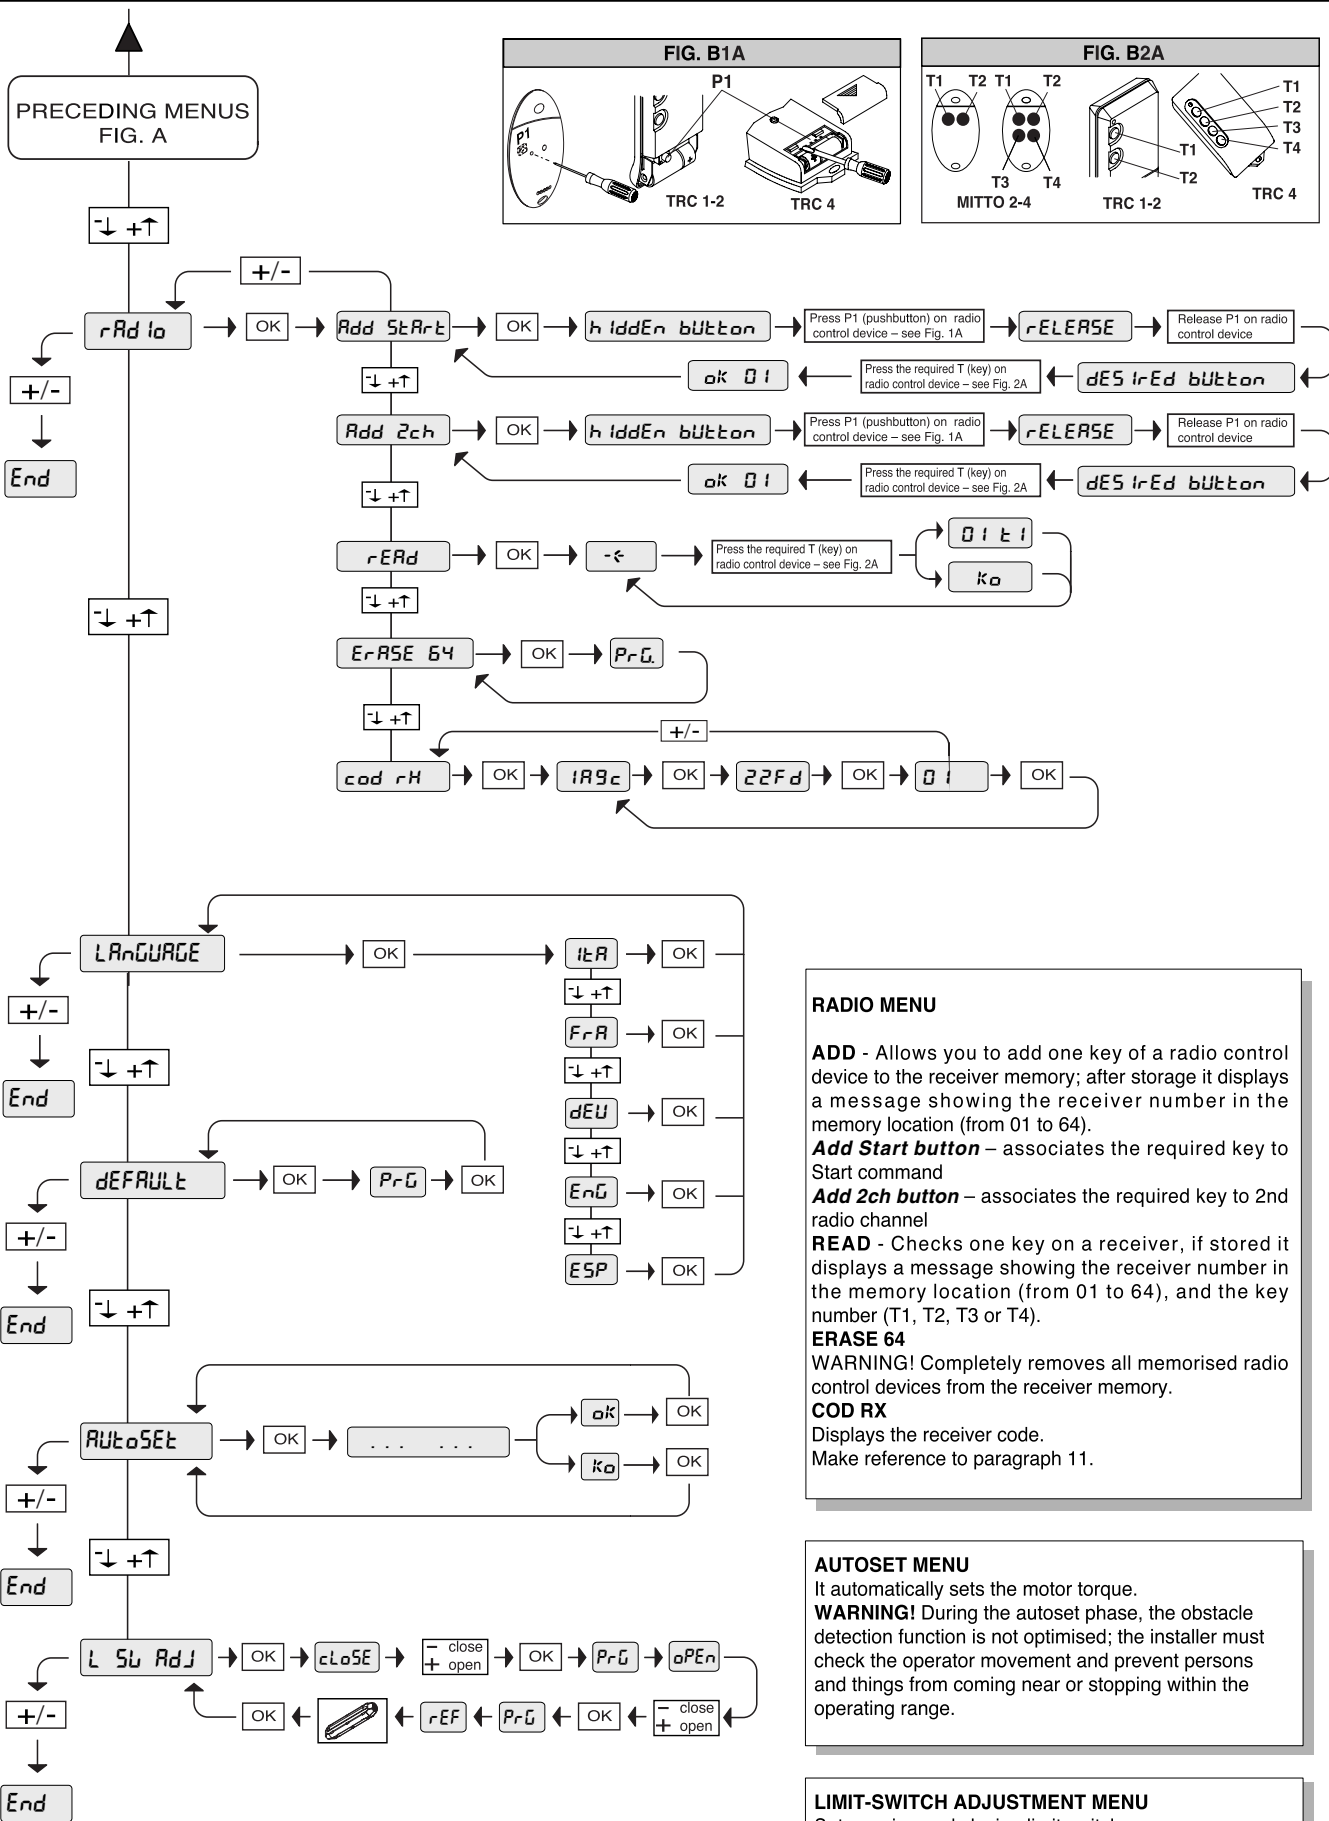 PRECEDING MENUS
FIG. A
FIG. B1A
P1
P1
TRC 1-2
TRC 4
FIG. B2A
T1 T2 T1 T2
T3 T4
MITTO 2-4
T1
T2
TRC 1-2
T1
T2
T3
T4
TRC 4
- +
+/-
rAdIo
OK
Add StArt
OK
hIddEn bUtton
Press P1 (pushbutton) on radio
control device – see Fig. 1A
rELEASE
Release P1 on radio
control device
+/-
End
- +
oK 01
Press the required T (key) on
radio control device – see Fig. 2A
dESIrEd bUtton
Add 2ch
OK
hIddEn bUtton
Press P1 (pushbutton) on radio
control device – see Fig. 1A
rELEASE
Release P1 on radio
control device
- +
oK 01
Press the required T (key) on
radio control device – see Fig. 2A
dESIrEd bUtton
rEAd
OK
Press the required T (key) on
radio control device – see Fig. 2A
01 t1
Ko
- +
- +
ErASE 64
OK
PrG.
- +
+/-
cod rH
OK
1A9c
OK
22Fd
OK
01
OK
LAnGUAGE
OK
ItA
OK
- +
FrA
OK
- +
dEU
OK
- +
EnG
OK
- +
ESP
OK
+/-
End
- +
dEFAULt
OK
PrG
OK
+/-
End
- +
AUtoSEt
OK
... ...
oK
OK
Ko
OK
+/-
End
- +
L SW AdJ
OK
cLoSE
– close
+ open
OK
PrG
oPEn
OK
rEF
PrG
OK
– close
+ open
+/-
End
RADIO MENU
ADD - Allows you to add one key of a radio control
device to the receiver memory; after storage it displays
a message showing the receiver number in the
memory location (from 01 to 64).
Add Start button – associates the required key to
Start command
Add 2ch button – associates the required key to 2nd
radio channel
READ - Checks one key on a receiver, if stored it
displays a message showing the receiver number in
the memory location (from 01 to 64), and the key
number (T1, T2, T3 or T4).
ERASE 64
WARNING! Completely removes all memorised radio
control devices from the receiver memory.
COD RX
Displays the receiver code.
Make reference to paragraph 11.
AUTOSET MENU
It automatically sets the motor torque.
WARNING! During the autoset phase, the obstacle
detection function is not optimised; the installer must
check the operator movement and prevent persons
and things from coming near or stopping within the
operating range.
LIMIT-SWITCH ADJUSTMENT MENU